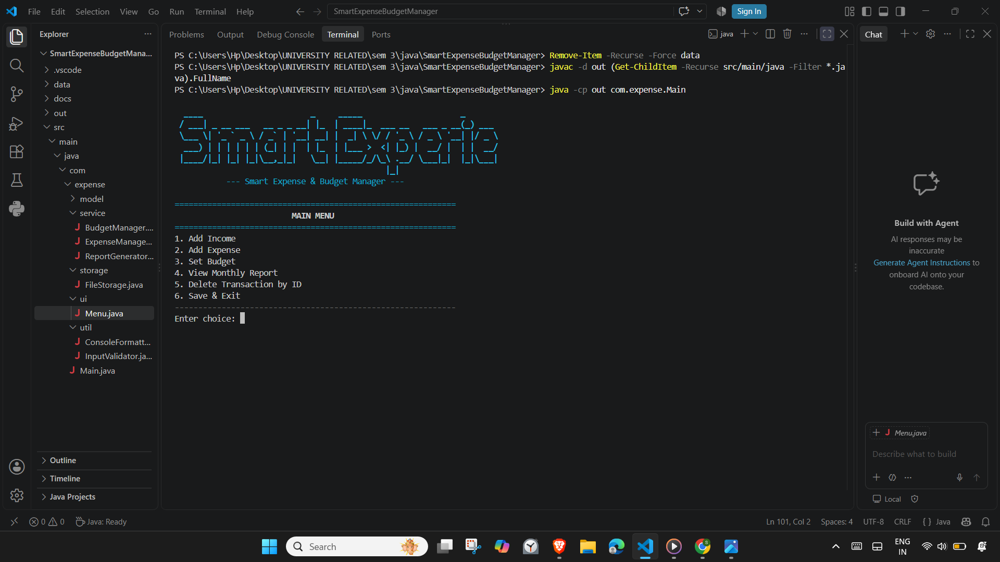 File Edit Selection View Go Run Terminal Help
SmartExpenseBudgetManager
Sign In
Explorer
SmartExpenseBudgetMana...
.vscode
data
docs
out
src
main
java
com
expense
model
service
BudgetManager....
ExpenseManage...
ReportGenerator...
storage
FileStorage.java
ui
Menu.java
util
ConsoleFormatt...
InputValidator.ja...
Main.java
Outline
Timeline
Java Projects
Problems Output Debug Console Terminal Ports
java
PS C:\Users\Hp\Desktop\UNIVERSITY RELATED\sem 3\java\SmartExpenseBudgetManager> Remove-Item -Recurse -Force data
PS C:\Users\Hp\Desktop\UNIVERSITY RELATED\sem 3\java\SmartExpenseBudgetManager> javac -d out (Get-ChildItem -Recurse src/main/java -Filter *.ja
va).FullName
PS C:\Users\Hp\Desktop\UNIVERSITY RELATED\sem 3\java\SmartExpenseBudgetManager> java -cp out com.expense.Main
Smart Experie
--- Smart Expense & Budget Manager ---
============================================================
MAIN MENU
============================================================
1. Add Income
2. Add Expense
3. Set Budget
4. View Monthly Report
5. Delete Transaction by ID
6. Save & Exit
------------------------------------------------------------
Enter choice:
Chat
Build with Agent
AI responses may be
inaccurate
Generate Agent Instructions to
onboard AI onto your
codebase.
Menu.java
Describe what to build
Local
0 0 Java: Ready
Ln 101, Col 2 Spaces: 4 UTF-8 CRLF {} Java
Search
ENG
IN